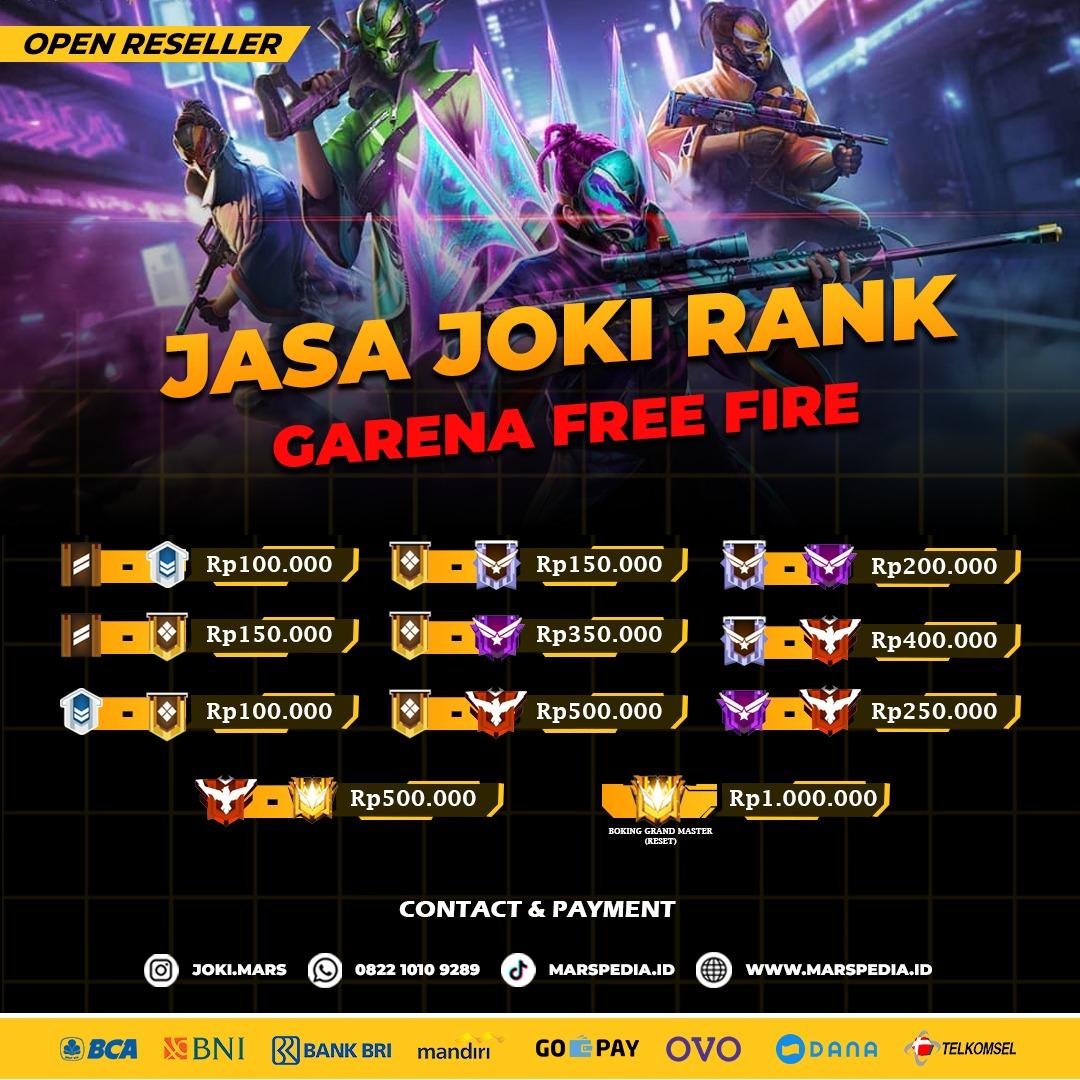 OPEN RESELLER
JASA JOKI RANK
GARENA FREE FIRE
- Rp100.000
- Rp150.000
- Rp200.000
- Rp150.000
- Rp350.000
- Rp400.000
- Rp100.000
- Rp500.000
- Rp250.000
- Rp500.000
Rp1.000.000
BOKING GRAND MASTER
(RESET)
CONTACT & PAYMENT
JOKI.MARS
0822 1010 9289
MARSPEDIA.ID
WWW.MARSPEDIA.ID
BCA
BNI
BANK BRI
mandiri
GO PAY
OVO
DANA
TELKOMSEL